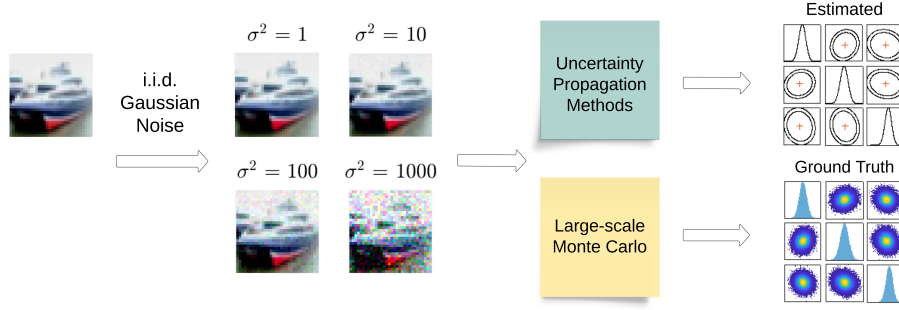 i.i.d.
Gaussian
Noise
σ² = 1
σ² = 10
σ² = 100
σ² = 1000
Uncertainty
Propagation
Methods
Large-scale
Monte Carlo
Estimated
Ground Truth